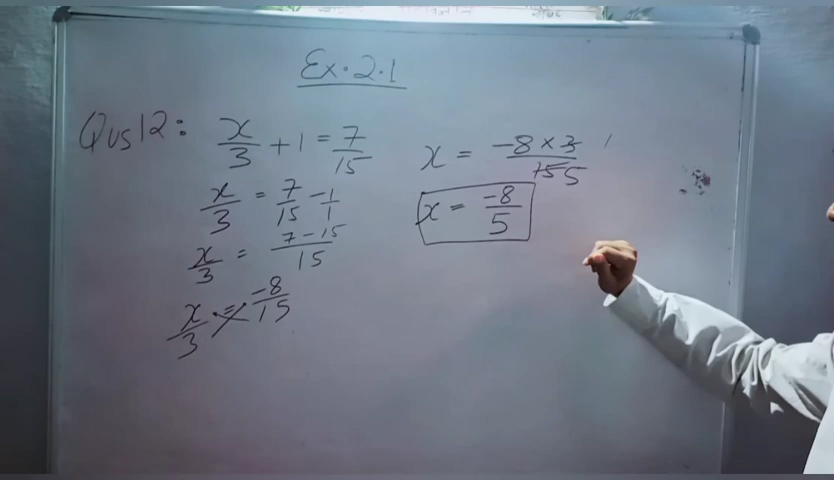 Ex. 2.1
Qus 12: x/3 + 1 = 7/15
x/3 = 7/15 - 1/1
x/3 = 7-15/15
x/3 = -8/15
x = -8 × 3/15 5
x = -8/5